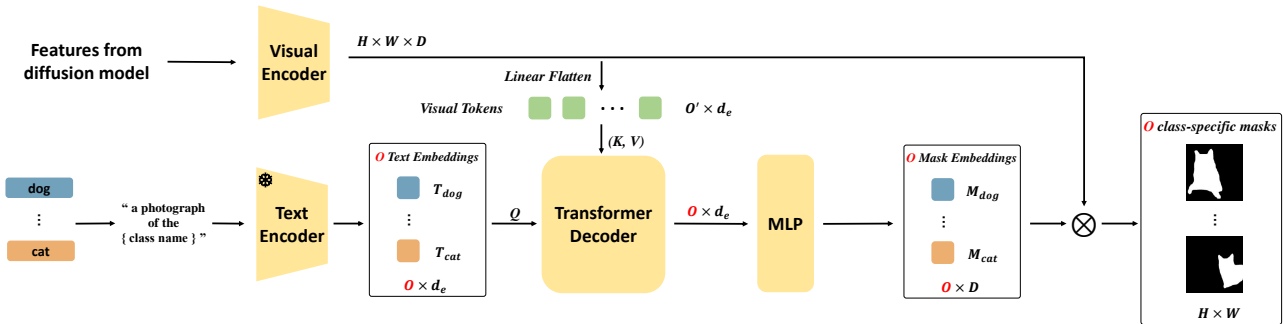 Features from
diffusion model
Visual
Encoder
H × W × D
Linear Flatten
Visual Tokens
···
O′ × d_e
(K, V)
dog
⋮
cat
“ a photograph
of the
{ class name } ”
Text
Encoder
O Text Embeddings
T_dog
⋮
T_cat
O × d_e
Q
Transformer
Decoder
O × d_e
MLP
O Mask Embeddings
M_dog
⋮
M_cat
O × D
O class-specific masks
⋮
H × W